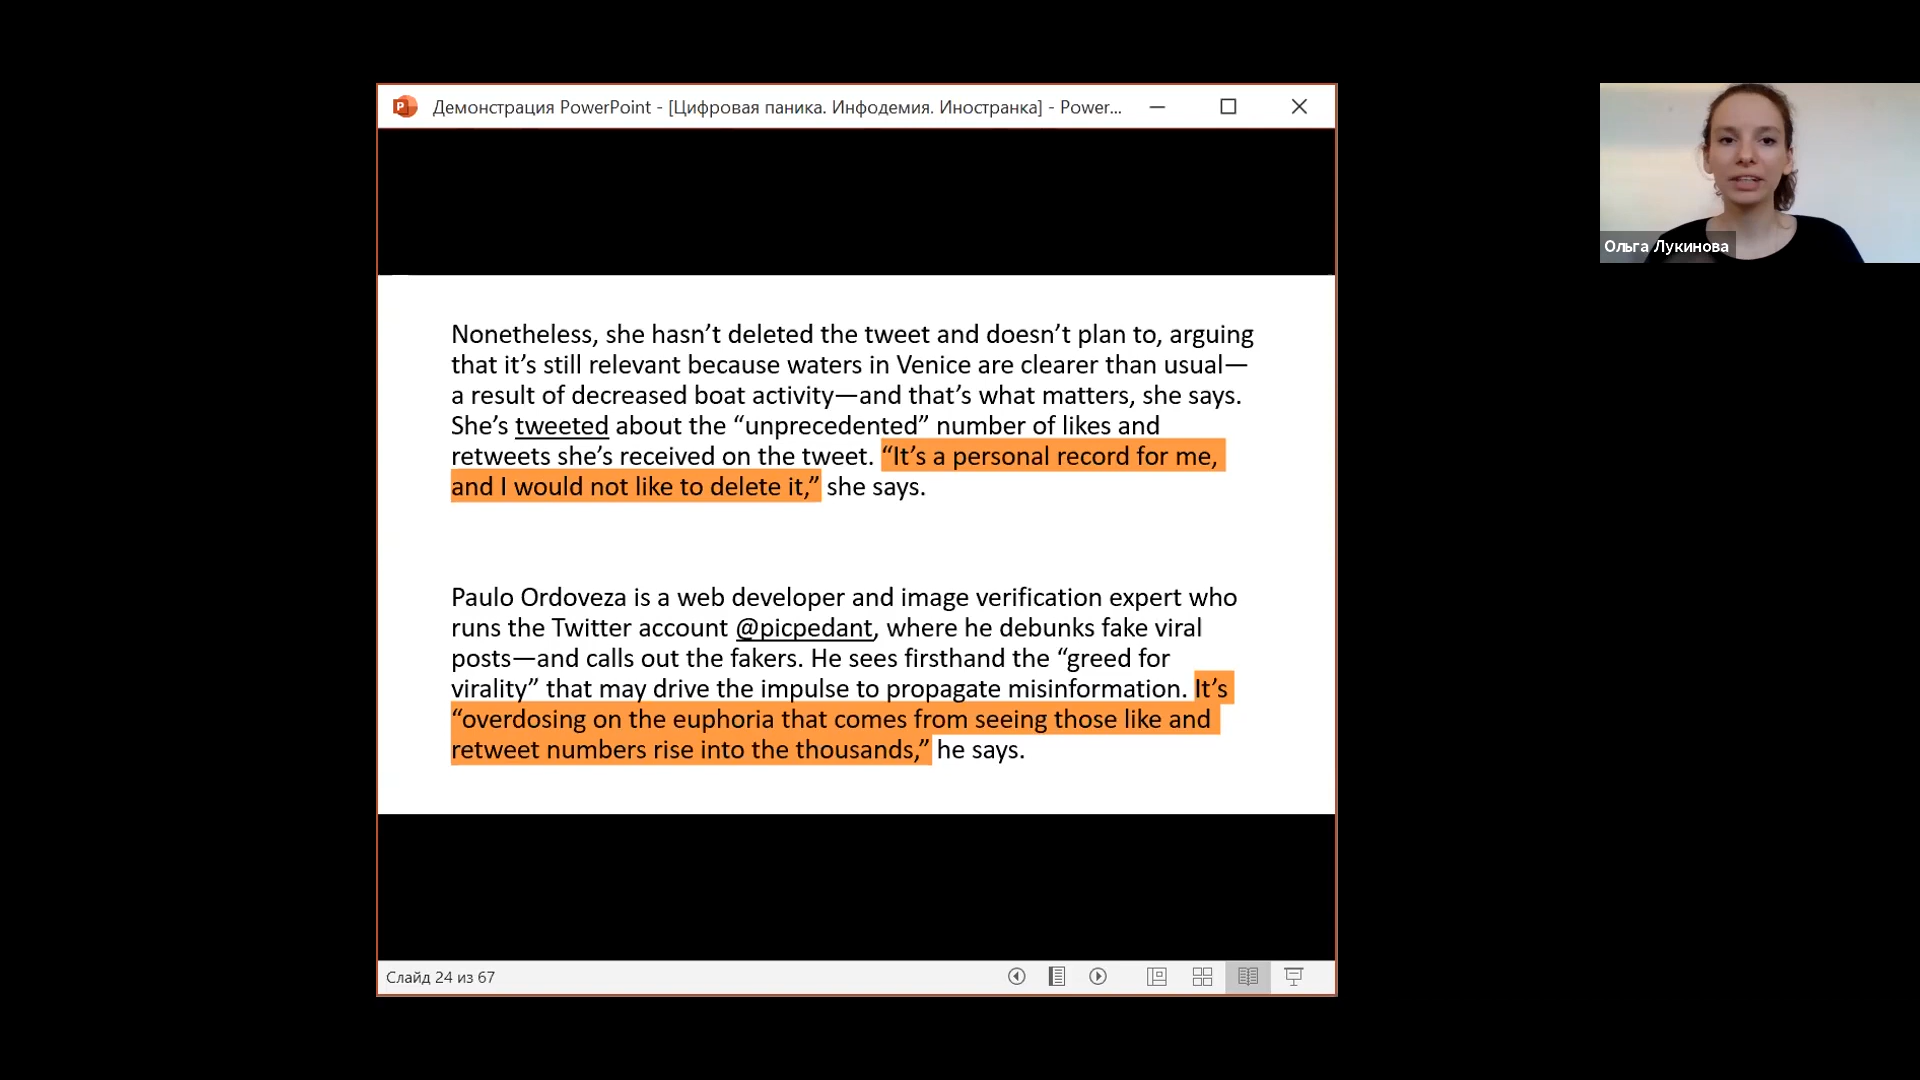 Демонстрация PowerPoint - [Цифровая паника. Инфодемия. Иностранка] - Power...
Ольга Лукинова
Nonetheless, she hasn’t deleted the tweet and doesn’t plan to, arguing
that it’s still relevant because waters in Venice are clearer than usual—
a result of decreased boat activity—and that’s what matters, she says.
She’s tweeted about the “unprecedented” number of likes and
retweets she’s received on the tweet. “It’s a personal record for me,
and I would not like to delete it,” she says.
Paulo Ordoveza is a web developer and image verification expert who
runs the Twitter account @picpedant, where he debunks fake viral
posts—and calls out the fakers. He sees firsthand the “greed for
virality” that may drive the impulse to propagate misinformation. It’s
“overdosing on the euphoria that comes from seeing those like and
retweet numbers rise into the thousands,” he says.
Слайд 24 из 67